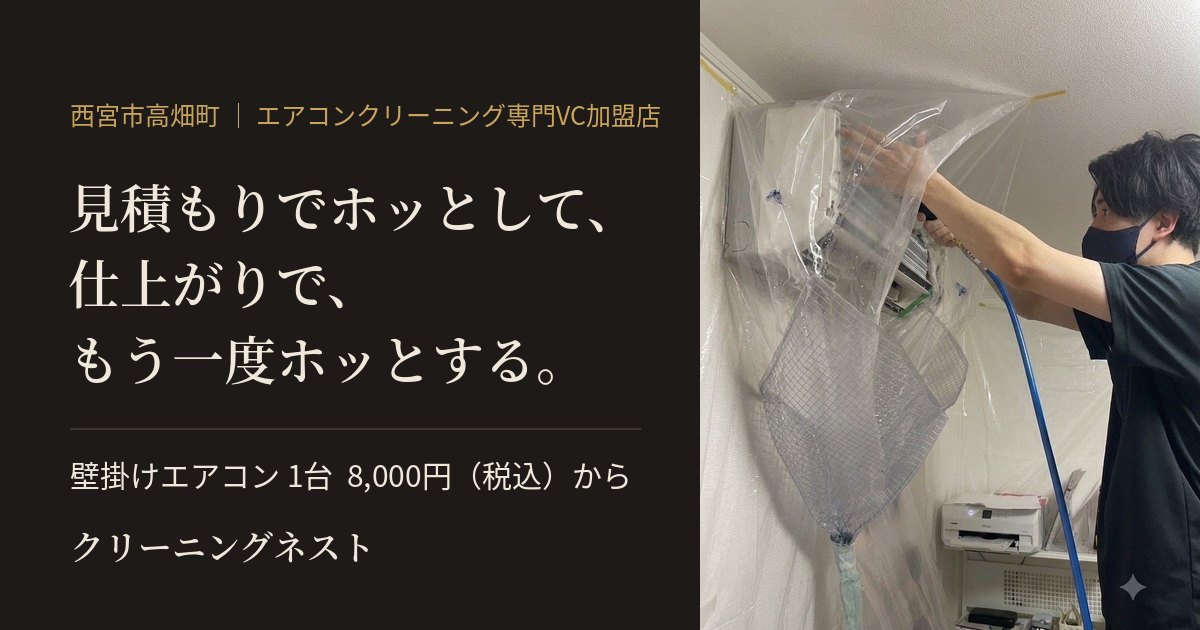 西宮市高畑町｜エアコンクリーニング専門VC加盟店
見積もりでホッとして、
仕上がりで、
もう一度ホッとする。
壁掛けエアコン 1台 8,000円（税込）から
クリーニングネスト